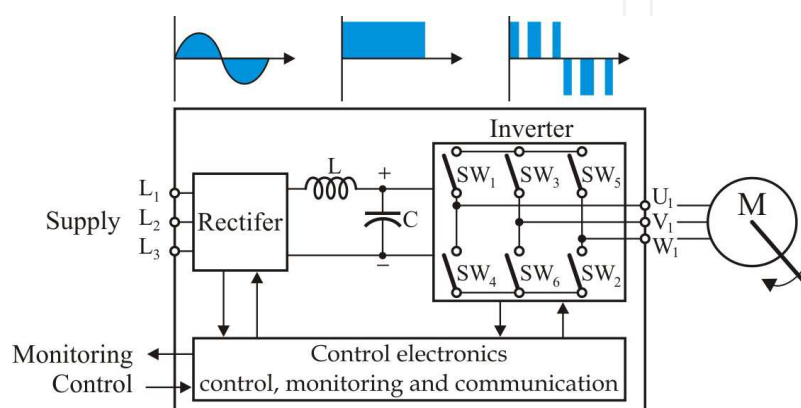 Inverter
L
+
L₁
SW₁ SW₃ SW₅
U₁
Supply L₂ Rectifer C
V₁ M
L₃
W₁
−
SW₄ SW₆ SW₂
Monitoring Control electronics
Control control, monitoring and communication